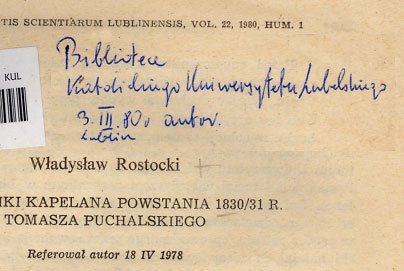 TIS SCIENTIARUM LUBLINENSIS, VOL. 22, 1980, HUM. 1
Bibliotece
Katolickiego Uniwersytetu Lubelskiego
3. III. 80. autor.
Lublin
KUL
Władysław Rostocki
IKI KAPELANA POWSTANIA 1830/31 R.
TOMASZA PUCHALSKIEGO
Referował autor 18 IV 1978